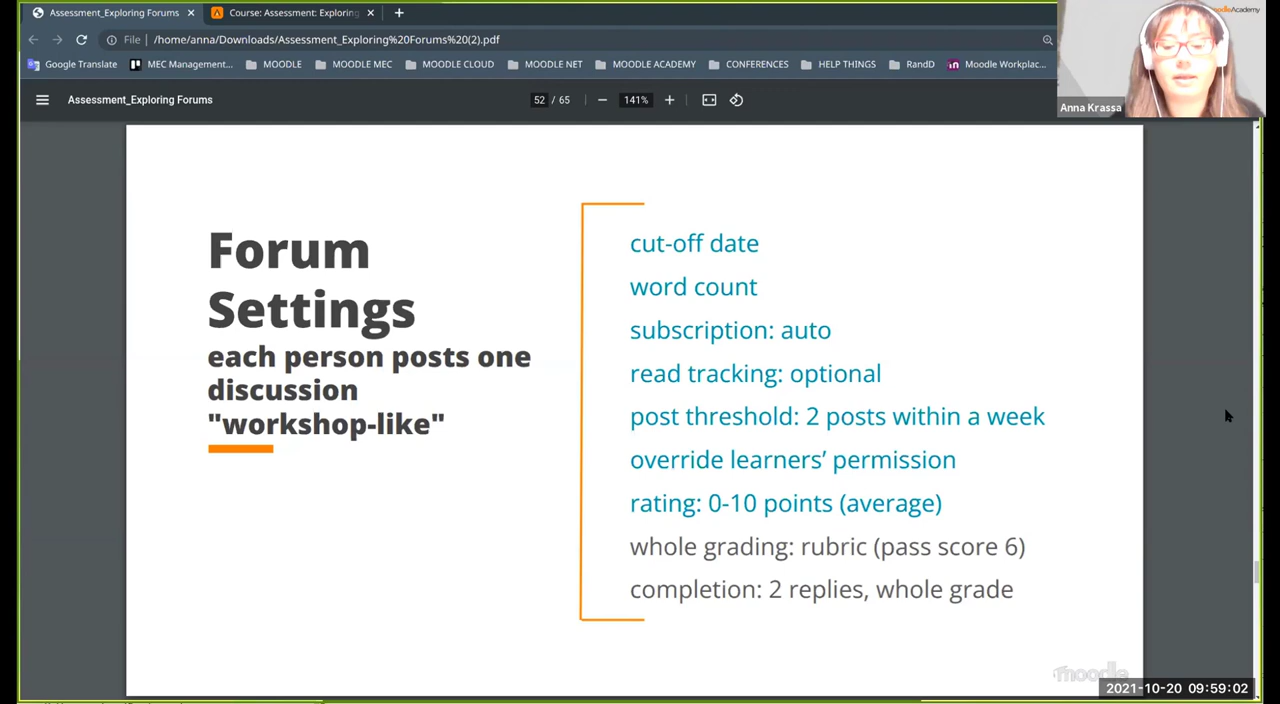 Assessment_Exploring Forums
Course: Assessment: Exploring
File
/home/anna/Downloads/Assessment_Exploring%20Forums%20(2).pdf
Google Translate
MEC Management...
MOODLE
MOODLE MEC
MOODLE CLOUD
MOODLE NET
MOODLE ACADEMY
CONFERENCES
HELP THINGS
RandD
Moodle Workplac...
Assessment_Exploring Forums
52 / 65
141%
Anna Krassa
Forum
Settings
each person posts one
discussion
"workshop-like"
cut-off date
word count
subscription: auto
read tracking: optional
post threshold: 2 posts within a week
override learners’ permission
rating: 0-10 points (average)
whole grading: rubric (pass score 6)
completion: 2 replies, whole grade
moodle
2021-10-20 09:59:02